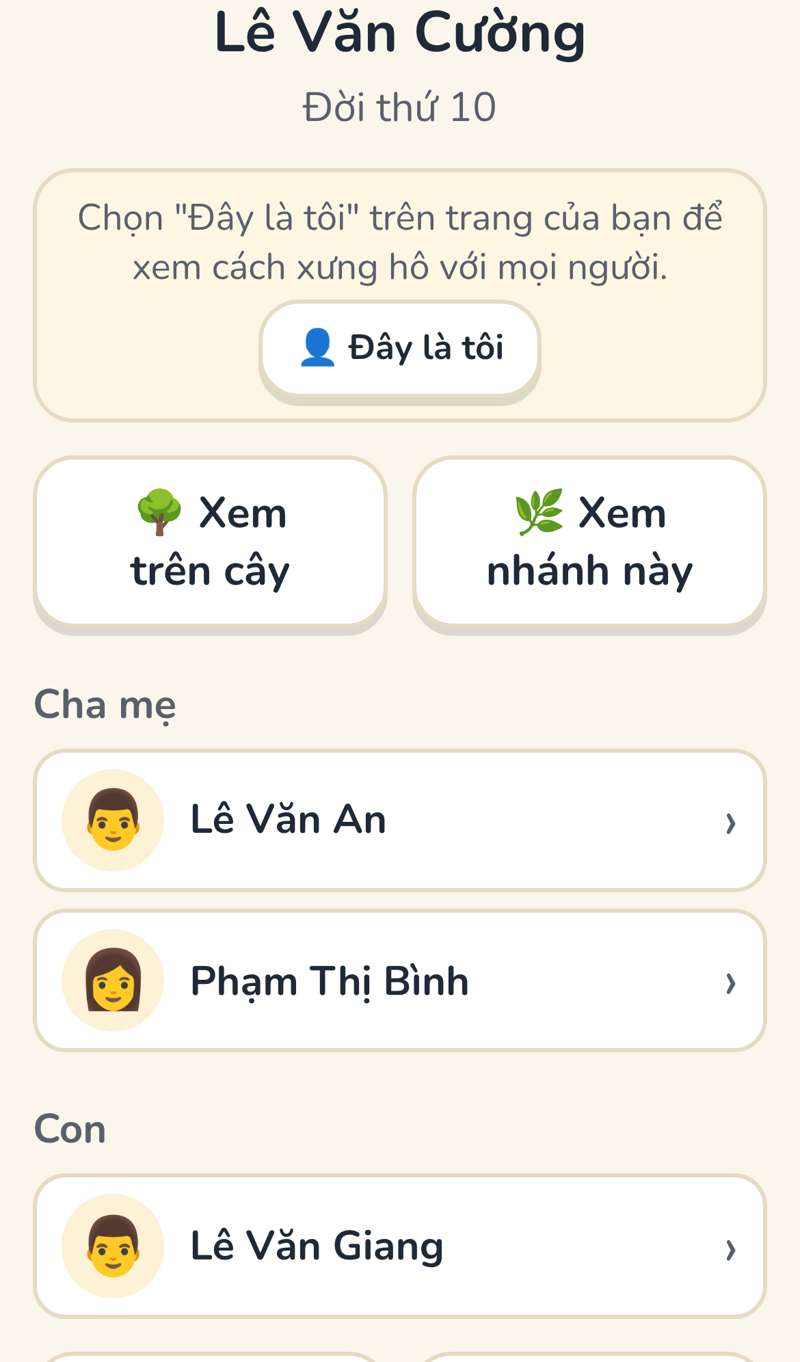 Lê Văn Cường
Đời thứ 10
Chọn "Đây là tôi" trên trang của bạn để
xem cách xưng hô với mọi người.
Đây là tôi
Xem
trên cây
Xem
nhánh này
Cha mẹ
Lê Văn An
Phạm Thị Bình
Con
Lê Văn Giang